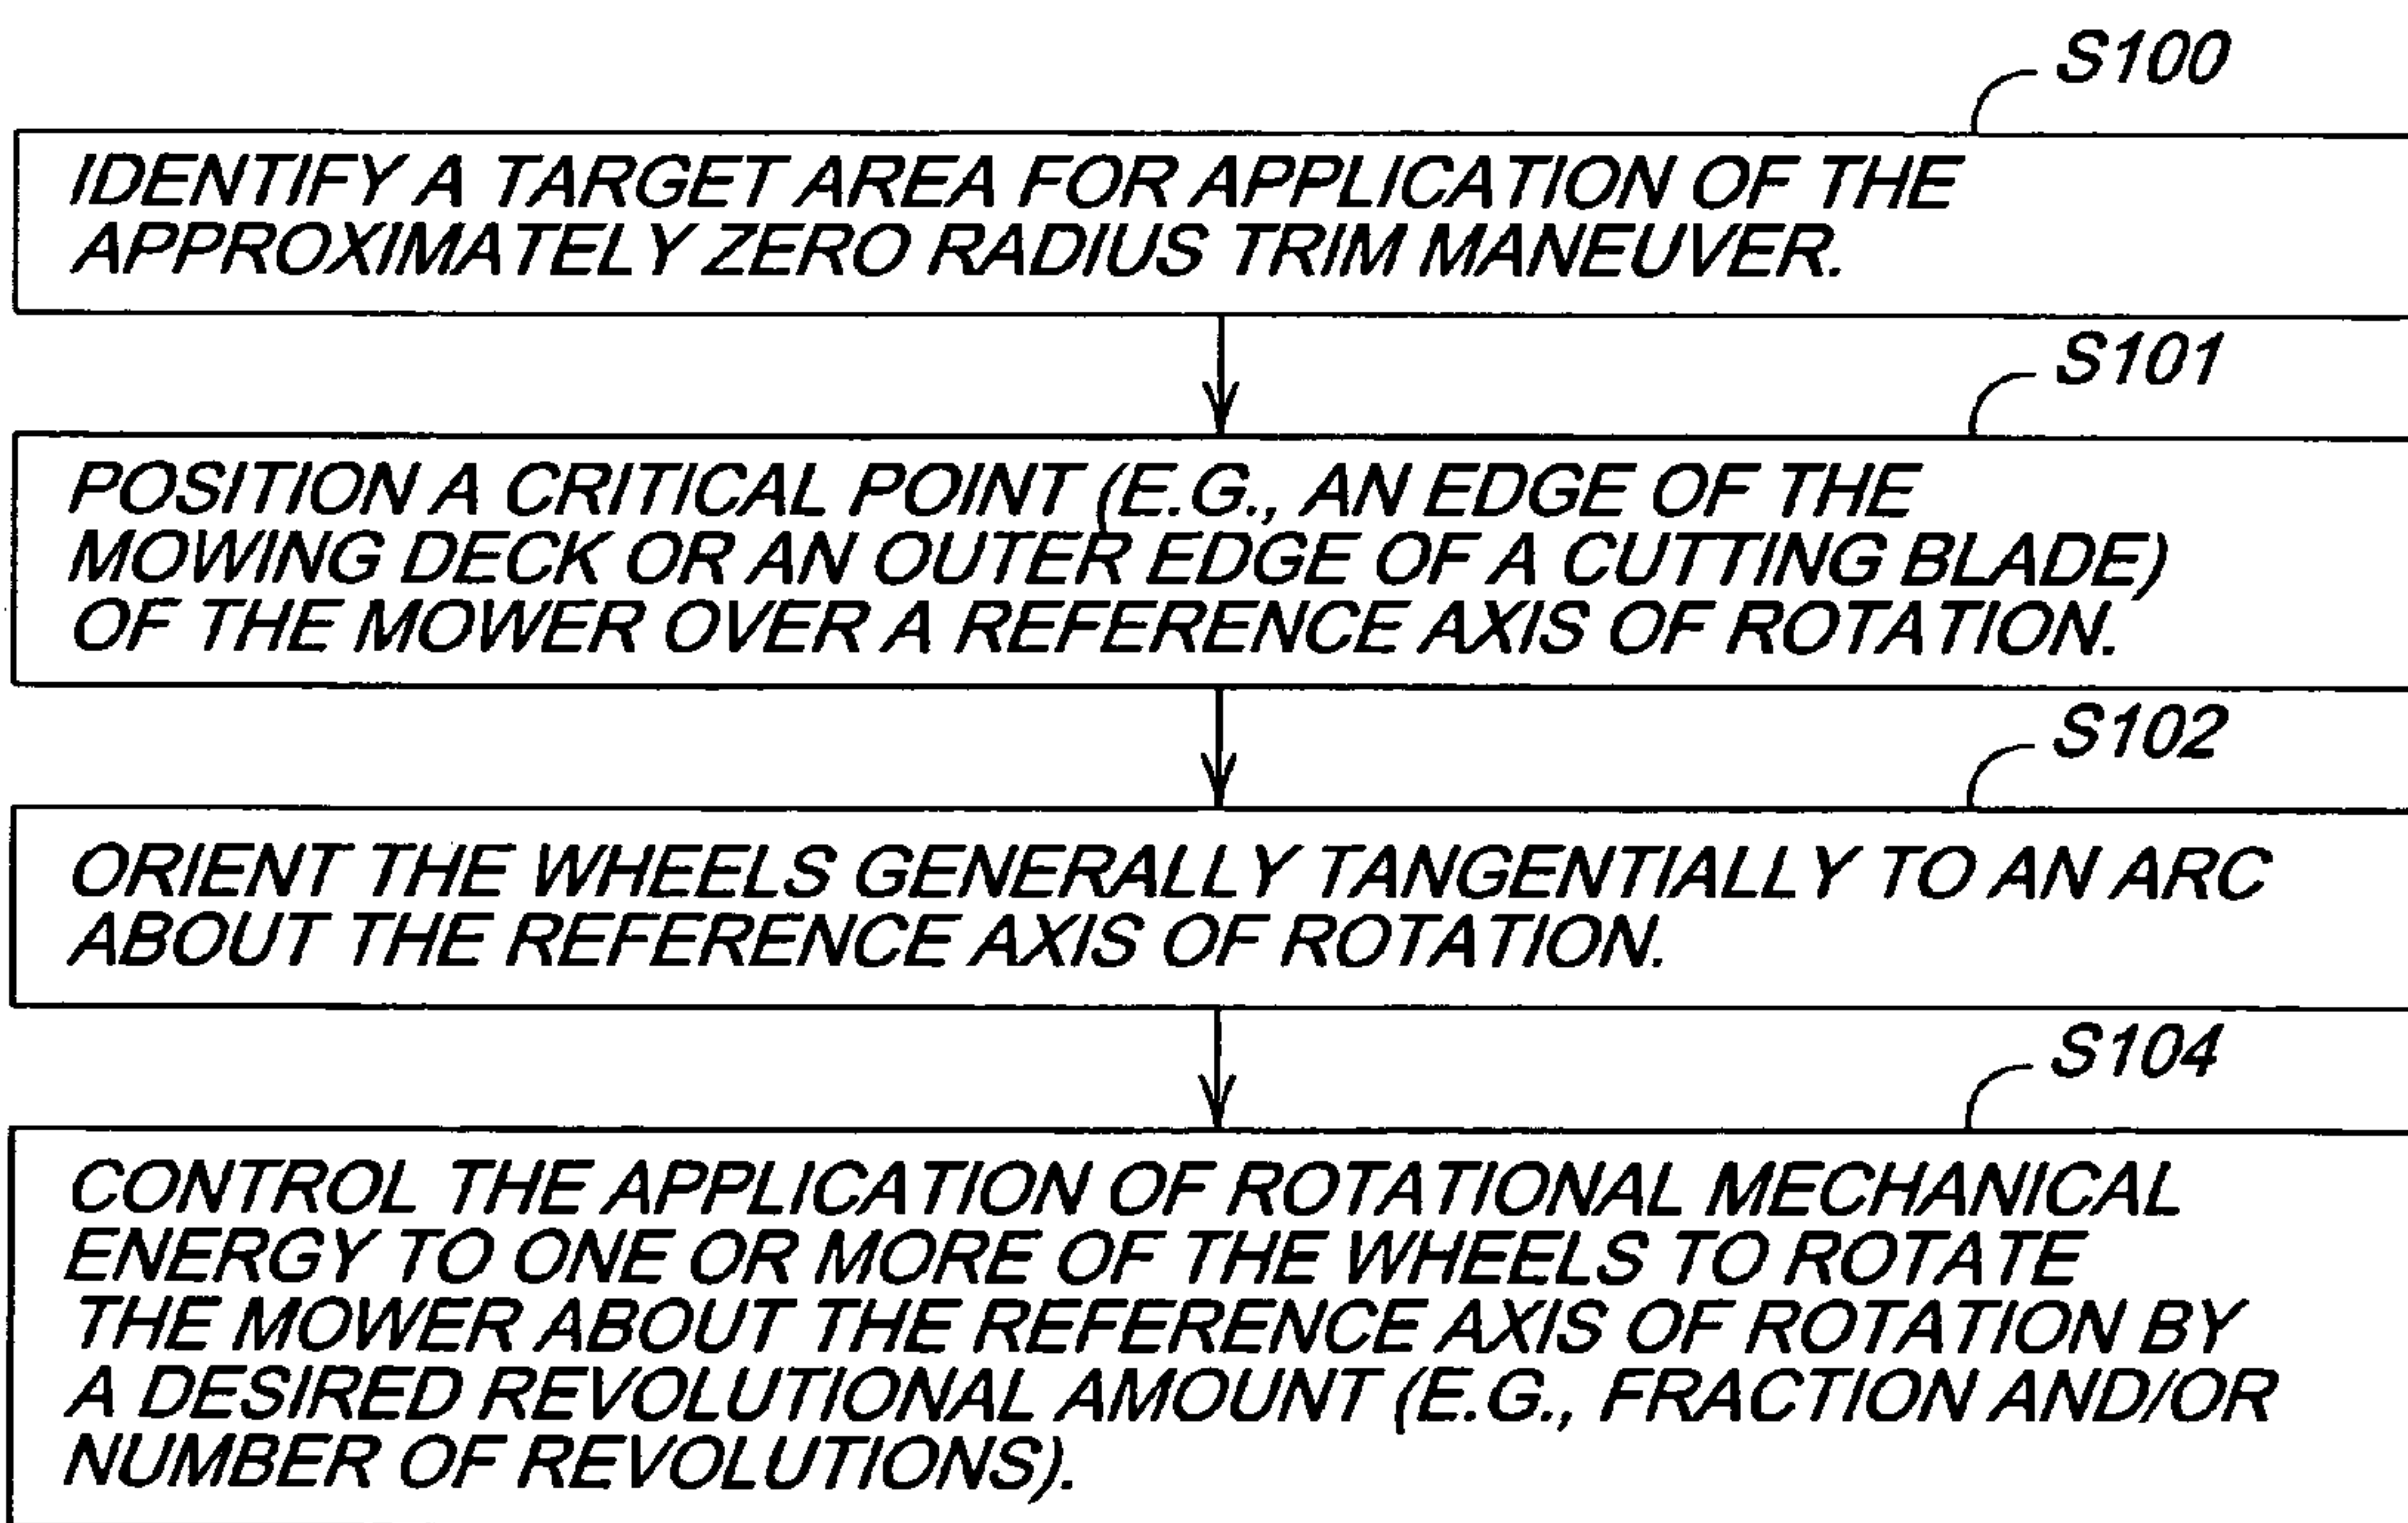 S100
IDENTIFY A TARGET AREA FOR APPLICATION OF THE
APPROXIMATELY ZERO RADIUS TRIM MANEUVER.
S101
POSITION A CRITICAL POINT (E.G., AN EDGE OF THE
MOWING DECK OR AN OUTER EDGE OF A CUTTING BLADE)
OF THE MOWER OVER A REFERENCE AXIS OF ROTATION.
S102
ORIENT THE WHEELS GENERALLY TANGENTIALLY TO AN ARC
ABOUT THE REFERENCE AXIS OF ROTATION.
S104
CONTROL THE APPLICATION OF ROTATIONAL MECHANICAL
ENERGY TO ONE OR MORE OF THE WHEELS TO ROTATE
THE MOWER ABOUT THE REFERENCE AXIS OF ROTATION BY
A DESIRED REVOLUTIONAL AMOUNT (E.G., FRACTION AND/OR
NUMBER OF REVOLUTIONS).